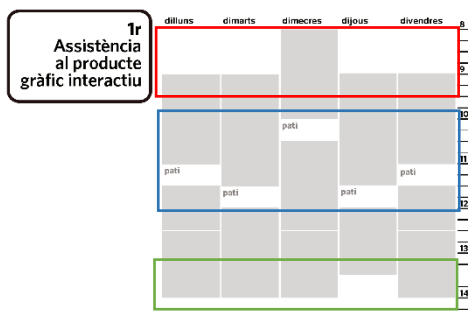 1r
Assistència
al producte
gràfic interactiu
dilluns dimarts dimecres dijous divendres
8
9
10
pati
11
pati pati
pati pati
12
13
14